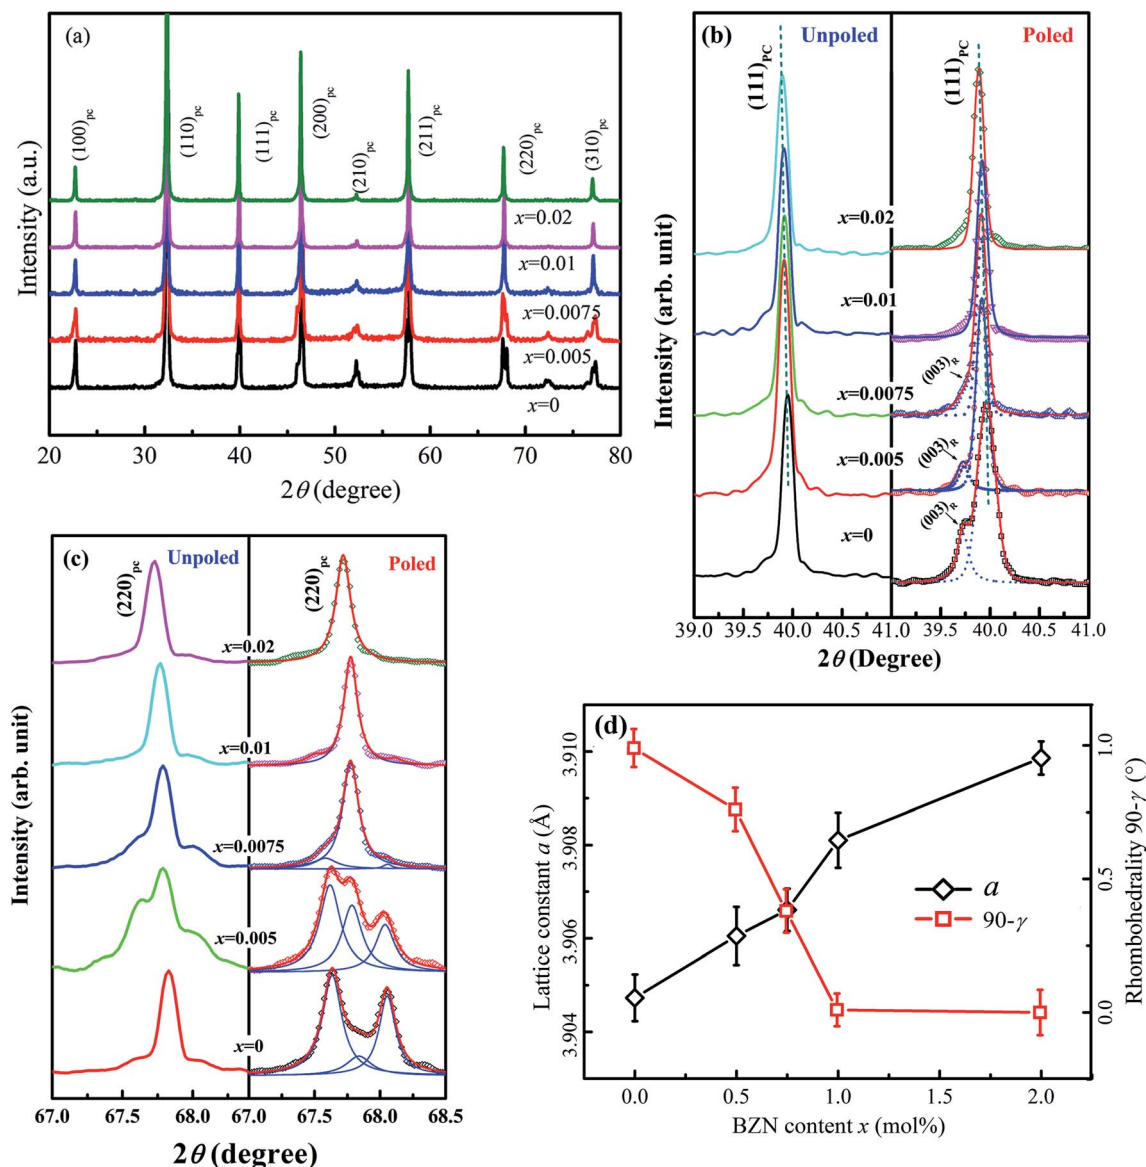 (a)
(100)pc
(110)pc
(111)pc
(200)pc
(210)pc
(211)pc
(220)pc
(310)pc
x=0.02
x=0.01
x=0.0075
x=0.005
x=0
Intensity (a.u.)
20 30 40 50 60 70 80
2θ (degree)
(b)
Unpoled
Poled
(111)PC
(111)PC
x=0.02
x=0.01
x=0.0075
x=0.005
x=0
(003)R
(003)R
(003)R
Intensity (arb. unit)
39.0 39.5 40.0 40.5 41.0 39.5 40.0 40.5 41.0
2θ (Degree)
(c)
Unpoled
Poled
(220)pc
(220)pc
x=0.02
x=0.01
x=0.0075
x=0.005
x=0
Intensity (arb. unit)
67.0 67.5 68.0 67.0 67.5 68.0 68.5
2θ (degree)
(d)
3.910
3.908
3.906
3.904
Lattice constant a (Å)
1.0
0.5
0.0
Rhombohedrality 90-γ (°)
a
90-γ
0.0 0.5 1.0 1.5 2.0
BZN content x (mol%)